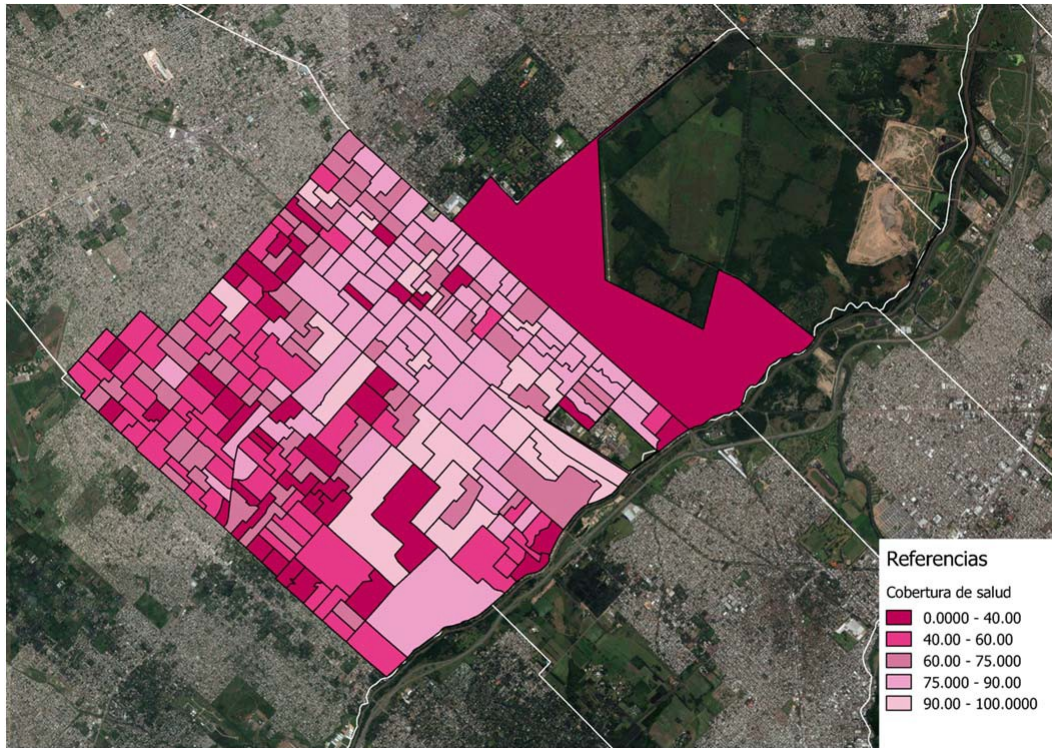 Referencias
Cobertura de salud
0.0000 - 40.00
40.00 - 60.00
60.00 - 75.000
75.000 - 90.00
90.00 - 100.0000